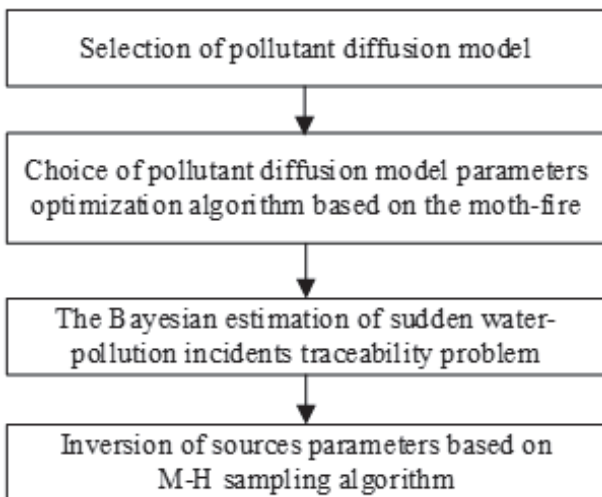 Selection of pollutant diffusion model
Choice of pollutant diffusion model parameters
optimization algorithm based on the moth-fire
The Bayesian estimation of sudden water-
pollution incidents traceability problem
Inversion of sources parameters based on
M-H sampling algorithm